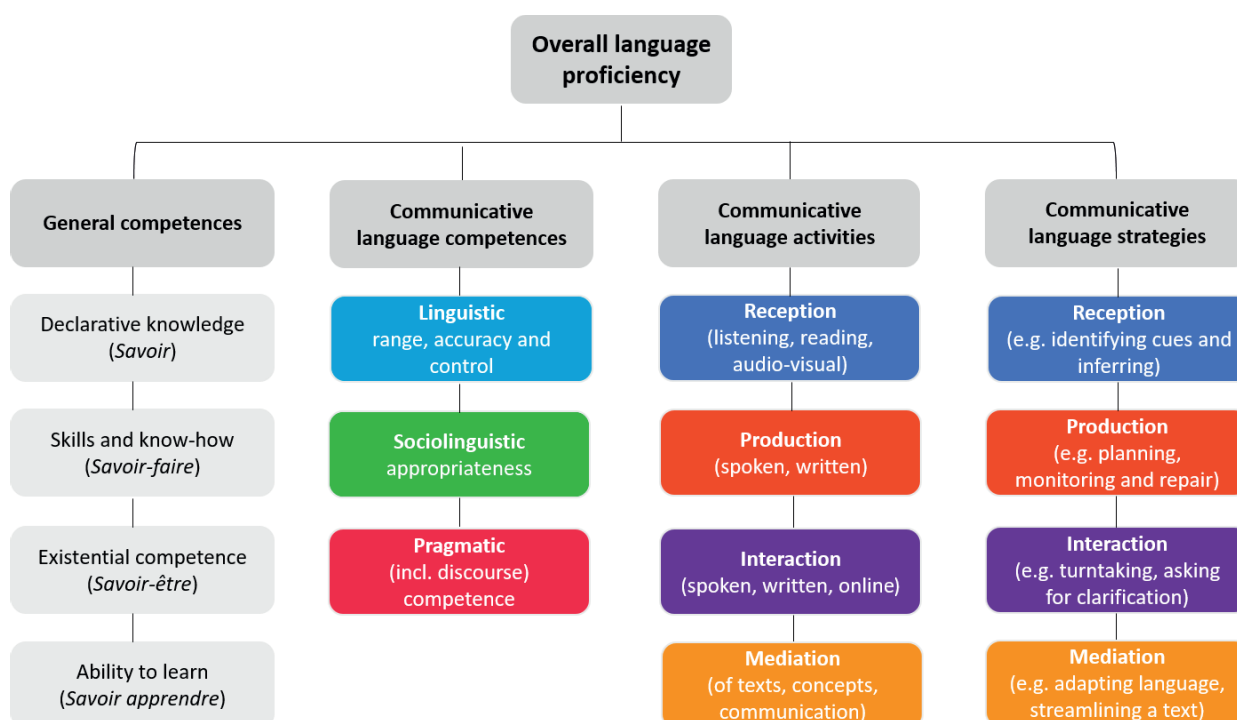 Overall language
proficiency
General competences
Communicative
language competences
Communicative
language activities
Communicative
language strategies
Declarative knowledge
(Savoir)
Linguistic
range, accuracy and
control
Reception
(listening, reading,
audio-visual)
Reception
(e.g. identifying cues and
inferring)
Skills and know-how
(Savoir-faire)
Sociolinguistic
appropriateness
Production
(spoken, written)
Production
(e.g. planning,
monitoring and repair)
Existential competence
(Savoir-être)
Pragmatic
(incl. discourse)
competence
Interaction
(spoken, written, online)
Interaction
(e.g. turntaking, asking
for clarification)
Ability to learn
(Savoir apprendre)
Mediation
(of texts, concepts,
communication)
Mediation
(e.g. adapting language,
streamlining a text)